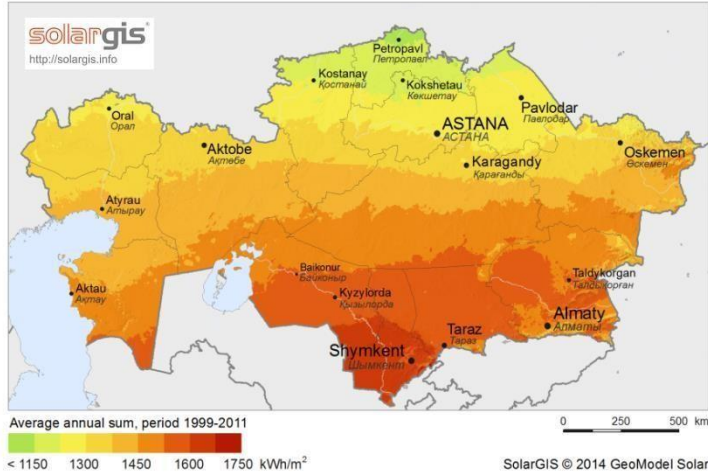 solargis
http://solargis.info
Petropavl
Петропавл
Kostanay
Қостанай
Kokshetau
Көкшетау
Oral
Орал
Pavlodar
Павлодар
ASTANA
АСТАНА
Aktobe
Ақтөбе
Oskemen
Өскемен
Karagandy
Қарағанды
Atyrau
Атырау
Baikonur
Байконыр
Taldykorgan
Талдықорған
Aktau
Ақтау
Kyzylorda
Қызылорда
Almaty
Алматы
Taraz
Тараз
Shymkent
Шымкент
Average annual sum, period 1999-2011
0 250 500 km
< 1150 1300 1450 1600 1750 kWh/m²
SolarGIS © 2014 GeoModel Solar